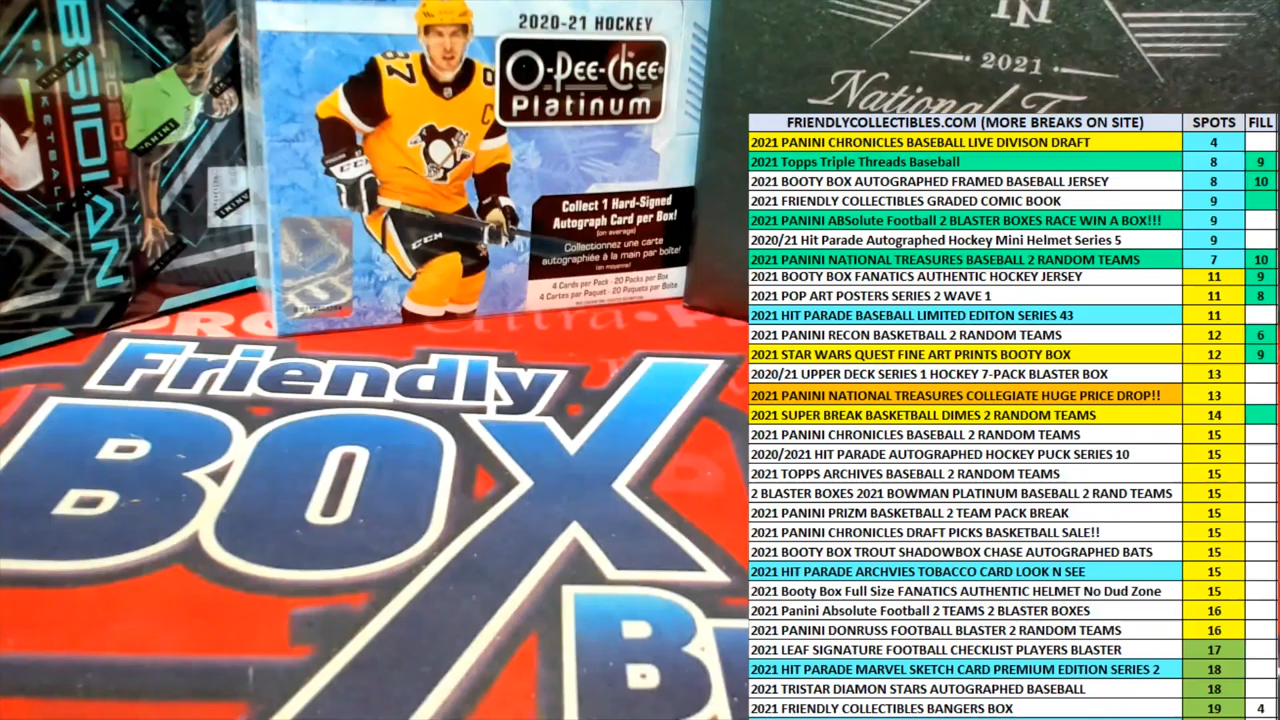 BSIDIAN
BASKETBALL
PANINI
2020-21 HOCKEY
O-PEE-CHEE
Platinum
87
C
CCM
CCM
Collect 1 Hard-Signed
Autograph Card per Box!
(on average)
Collectionnez une carte
autographiée à la main par boîte!
(en moyenne)
4 Cards per Pack · 20 Packs per Box
4 Cartes par Paquet · 20 Paquets par Boîte
2021
National T
PRO
Ultra
Friendly
BOX
B
FRIENDLYCOLLECTIBLES.COM (MORE BREAKS ON SITE) SPOTS FILL
2021 PANINI CHRONICLES BASEBALL LIVE DIVISON DRAFT 4
2021 Topps Triple Threads Baseball 8 9
2021 BOOTY BOX AUTOGRAPHED FRAMED BASEBALL JERSEY 8 10
2021 FRIENDLY COLLECTIBLES GRADED COMIC BOOK 9
2021 PANINI ABSolute Football 2 BLASTER BOXES RACE WIN A BOX!!! 9
2020/21 Hit Parade Autographed Hockey Mini Helmet Series 5 9
2021 PANINI NATIONAL TREASURES BASEBALL 2 RANDOM TEAMS 7 10
2021 BOOTY BOX FANATICS AUTHENTIC HOCKEY JERSEY 11 9
2021 POP ART POSTERS SERIES 2 WAVE 1 11 8
2021 HIT PARADE BASEBALL LIMITED EDITON SERIES 43 11
2021 PANINI RECON BASKETBALL 2 RANDOM TEAMS 12 6
2021 STAR WARS QUEST FINE ART PRINTS BOOTY BOX 12 9
2020/21 UPPER DECK SERIES 1 HOCKEY 7-PACK BLASTER BOX 13
2021 PANINI NATIONAL TREASURES COLLEGIATE HUGE PRICE DROP!! 13
2021 SUPER BREAK BASKETBALL DIMES 2 RANDOM TEAMS 14
2021 PANINI CHRONICLES BASEBALL 2 RANDOM TEAMS 15
2020/2021 HIT PARADE AUTOGRAPHED HOCKEY PUCK SERIES 10 15
2021 TOPPS ARCHIVES BASEBALL 2 RANDOM TEAMS 15
2 BLASTER BOXES 2021 BOWMAN PLATINUM BASEBALL 2 RAND TEAMS 15
2021 PANINI PRIZM BASKETBALL 2 TEAM PACK BREAK 15
2021 PANINI CHRONICLES DRAFT PICKS BASKETBALL SALE!! 15
2021 BOOTY BOX TROUT SHADOWBOX CHASE AUTOGRAPHED BATS 15
2021 HIT PARADE ARCHVIES TOBACCO CARD LOOK N SEE 15
2021 Booty Box Full Size FANATICS AUTHENTIC HELMET No Dud Zone 15
2021 Panini Absolute Football 2 TEAMS 2 BLASTER BOXES 16
2021 PANINI DONRUSS FOOTBALL BLASTER 2 RANDOM TEAMS 16
2021 LEAF SIGNATURE FOOTBALL CHECKLIST PLAYERS BLASTER 17
2021 HIT PARADE MARVEL SKETCH CARD PREMIUM EDITION SERIES 2 18
2021 TRISTAR DIAMON STARS AUTOGRAPHED BASEBALL 18
2021 FRIENDLY COLLECTIBLES BANGERS BOX 19 4